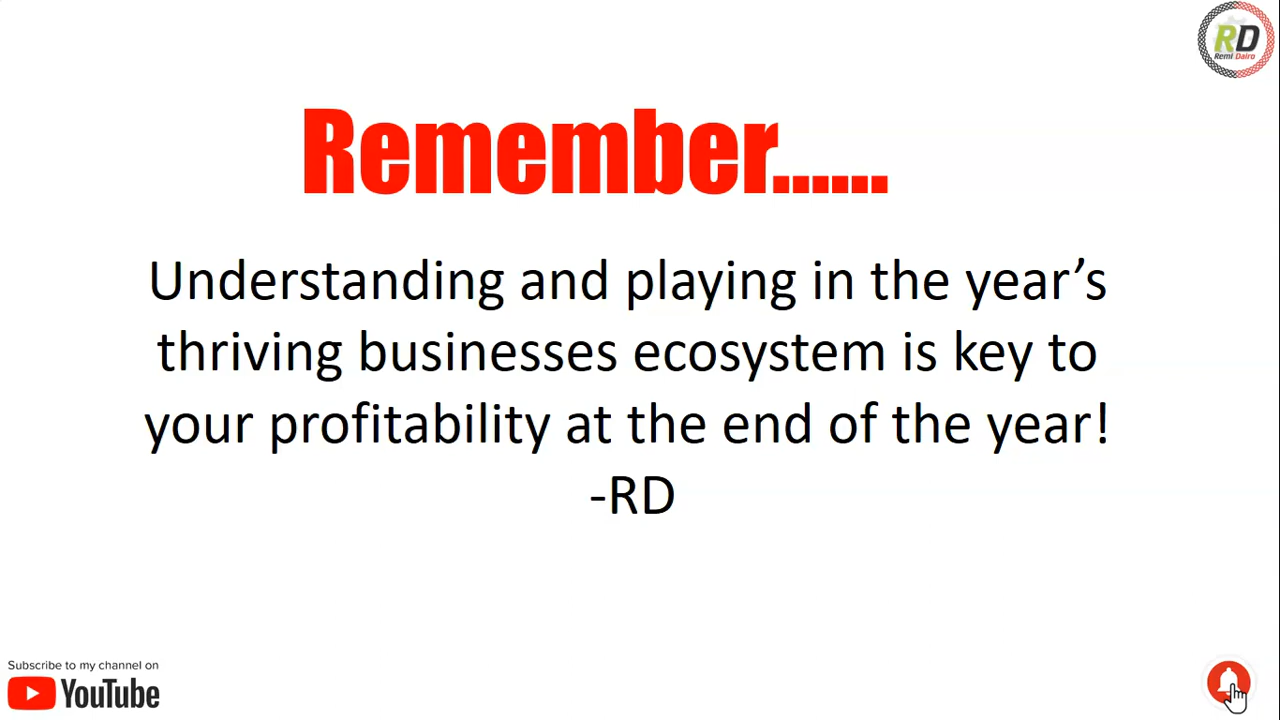 RD
Remi Dairo
Remember......
Understanding and playing in the year’s
thriving businesses ecosystem is key to
your profitability at the end of the year!
-RD
Subscribe to my channel on
YouTube